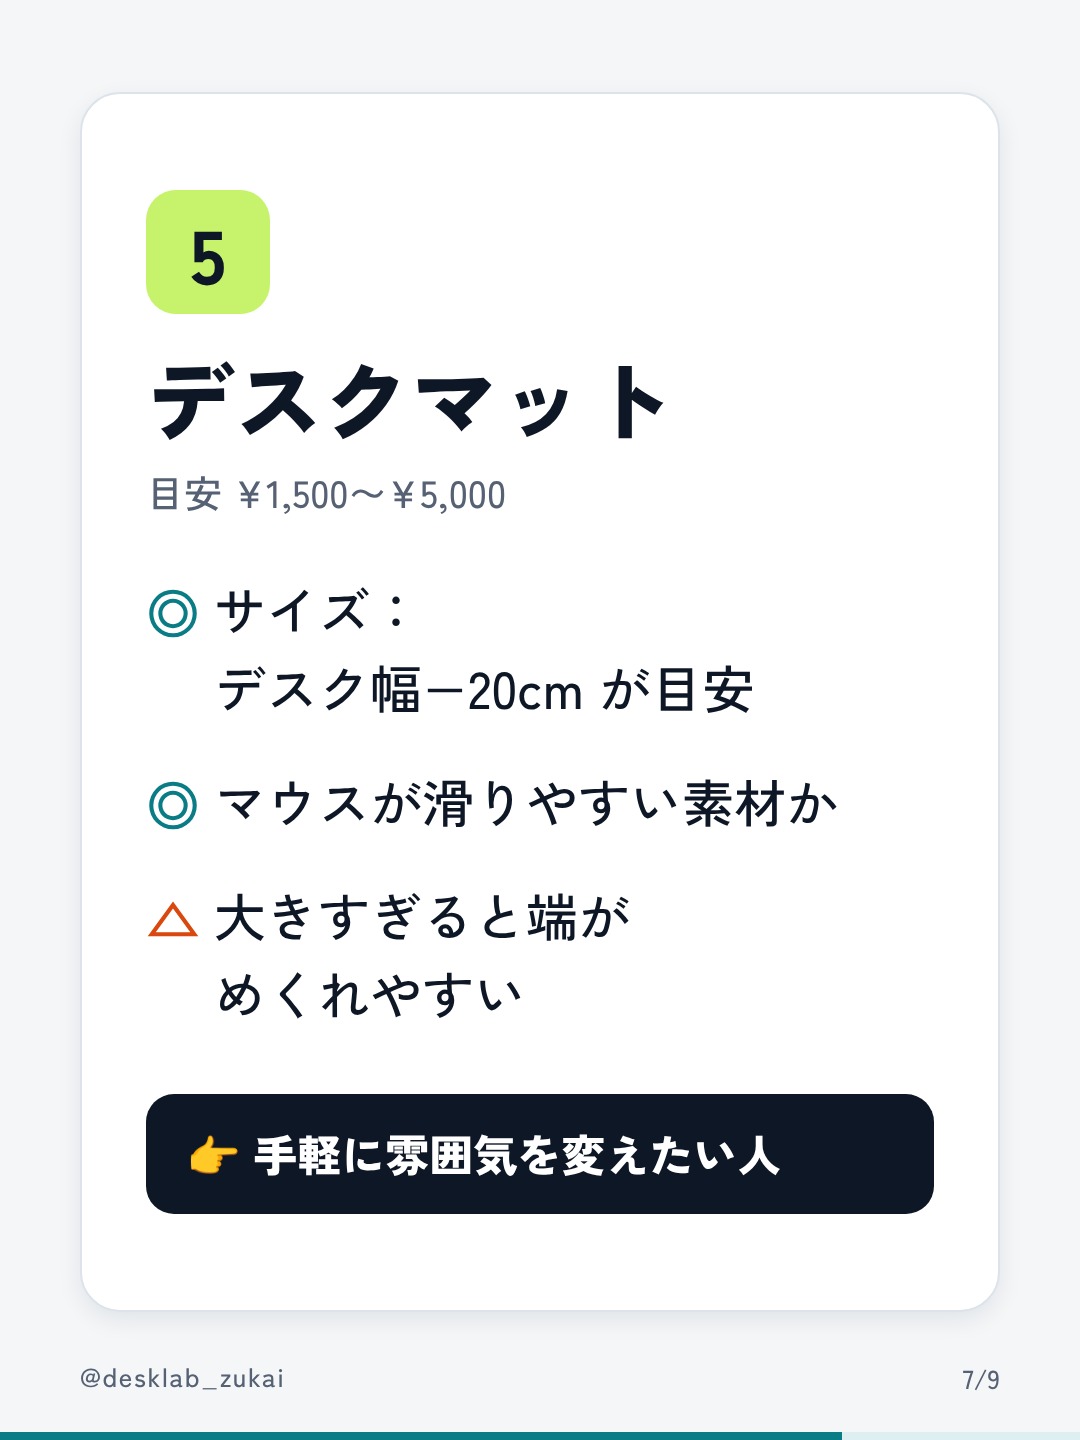 5
デスクマット
目安 ¥1,500〜¥5,000
◎ サイズ：
デスク幅−20cm が目安
◎ マウスが滑りやすい素材か
△ 大きすぎると端が
めくれやすい
👉 手軽に雰囲気を変えたい人
@desklab_zukai
7/9